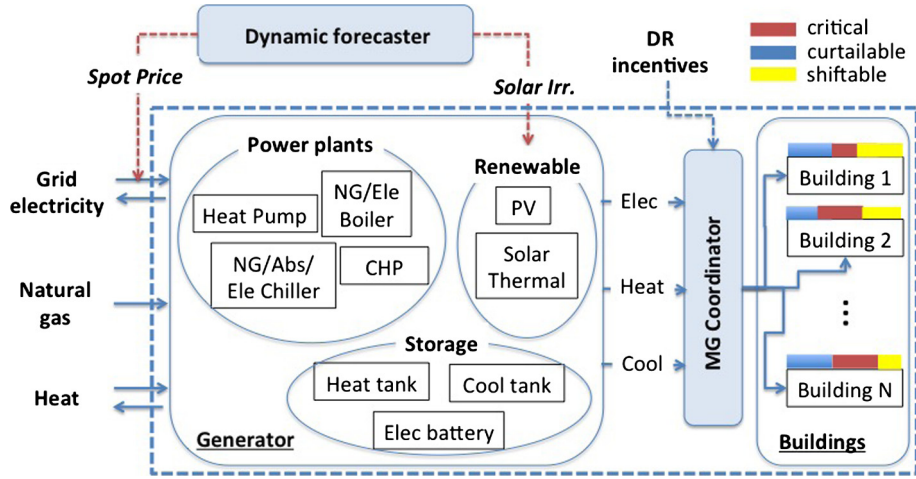 Dynamic forecaster
Spot Price
Solar Irr.
DR
incentives
critical
curtailable
shiftable
Grid
electricity
Natural
gas
Heat
Power plants
Heat Pump
NG/Ele
Boiler
NG/Abs/
Ele Chiller
CHP
Renewable
PV
Solar
Thermal
Storage
Heat tank
Cool tank
Elec battery
Generator
Elec
Heat
Cool
MG Coordinator
Building 1
Building 2
...
Building N
Buildings